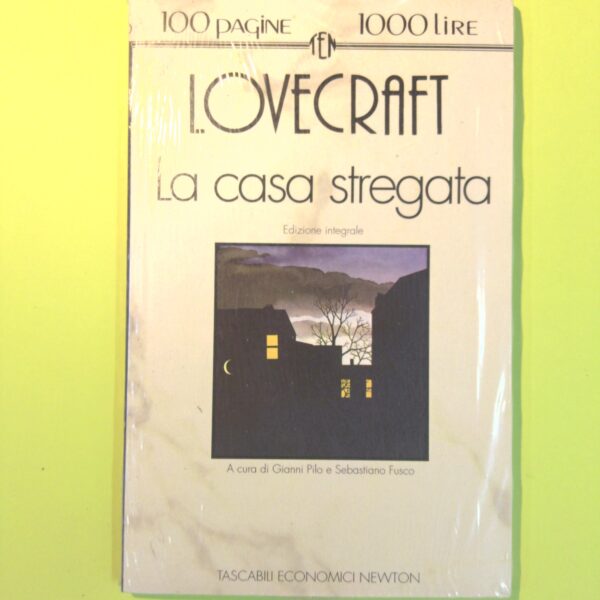 100 pagine 1000 lire
TEN
LOVECRAFT
La casa stregata
Edizione integrale
A cura di Gianni Pilo e Sebastiano Fusco
TASCABILI ECONOMICI NEWTON